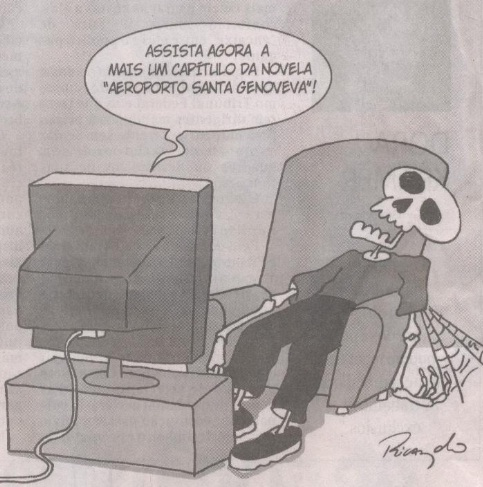 ASSISTA AGORA A
MAIS UM CAPÍTULO DA NOVELA
"AEROPORTO SANTA GENOVEVA"!
Ricardo